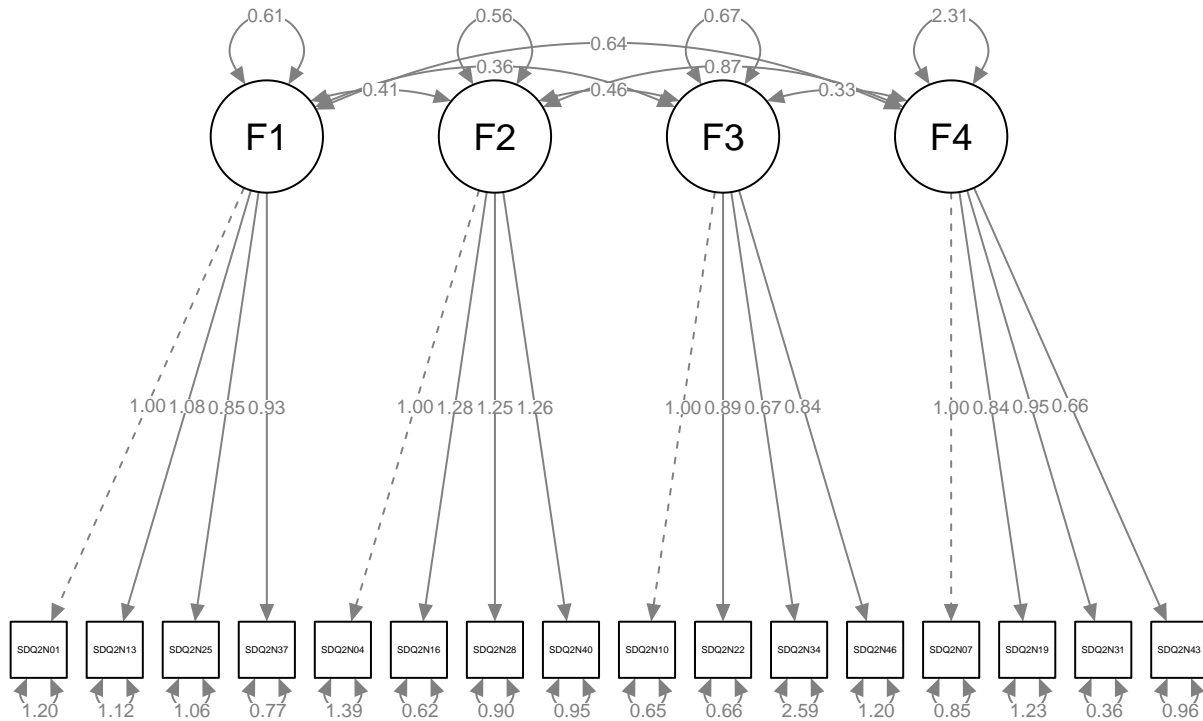 0.61 0.56 0.67 2.31
0.64
0.36 0.87
0.41 0.46 0.33
F1 F2 F3 F4
1.00 1.08 0.85 0.93 1.00 1.28 1.25 1.26 1.00 0.89 0.67 0.84 1.00 0.84 0.95 0.66
SDQ2N01 SDQ2N13 SDQ2N25 SDQ2N37 SDQ2N04 SDQ2N16 SDQ2N28 SDQ2N40 SDQ2N10 SDQ2N22 SDQ2N34 SDQ2N46 SDQ2N07 SDQ2N19 SDQ2N31 SDQ2N43
1.20 1.12 1.06 0.77 1.39 0.62 0.90 0.95 0.65 0.66 2.59 1.20 0.85 1.23 0.36 0.96